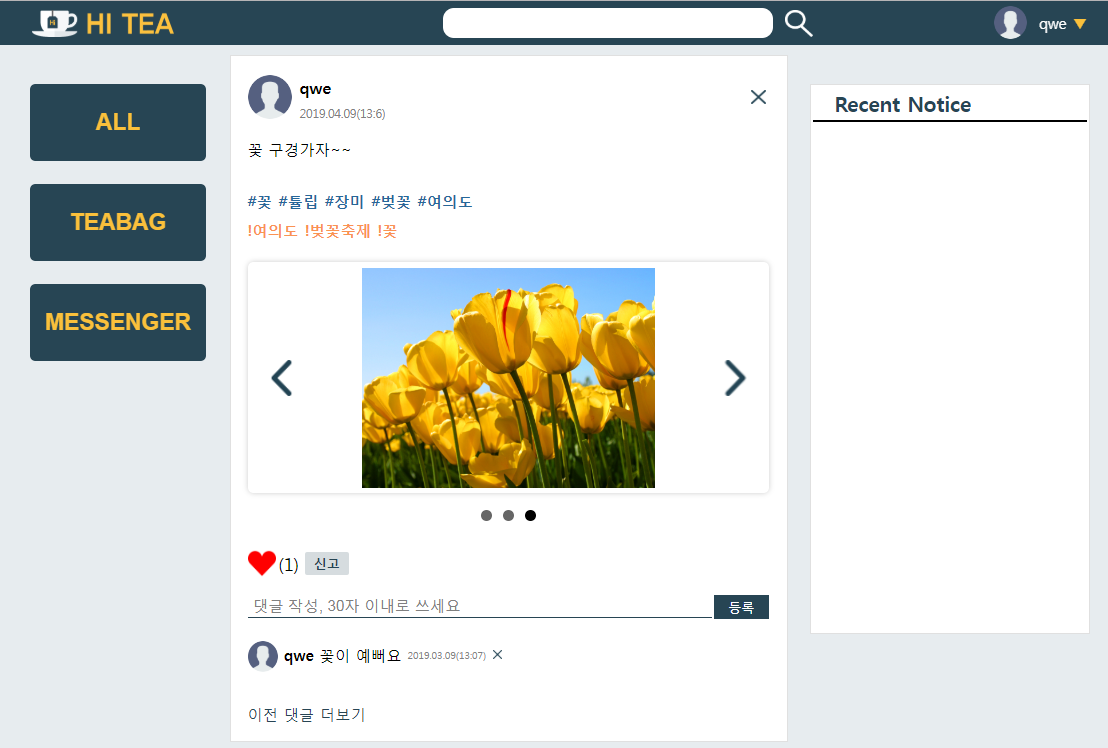 HI TEA
qwe ▼
ALL
TEABAG
MESSENGER
qwe
2019.04.09(13:6)
꽃 구경가자~~
#꽃 #튤립 #장미 #벚꽃 #여의도
!여의도 !벚꽃축제 !꽃
(1) 신고
댓글 작성, 30자 이내로 쓰세요
등록
qwe 꽃이 예뻐요 2019.03.09(13:07)
이전 댓글 더보기
Recent Notice